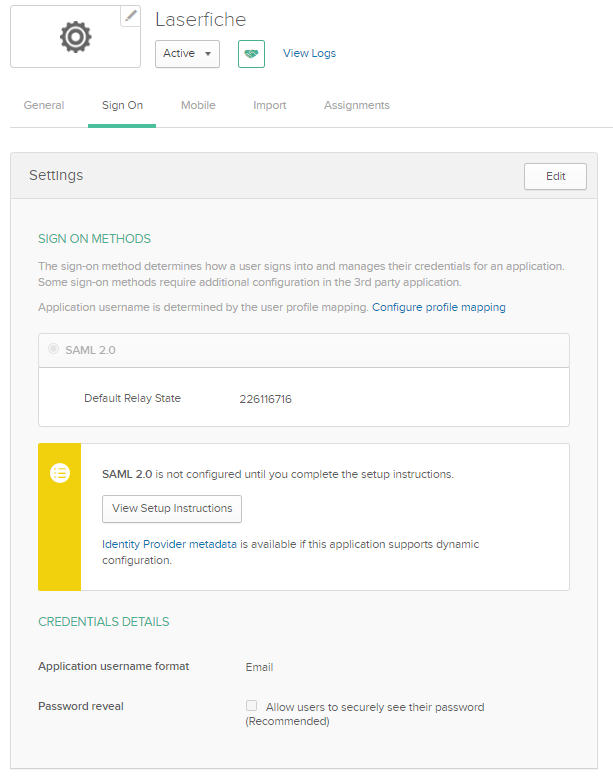 Laserfiche
Active
View Logs
General
Sign On
Mobile
Import
Assignments
Settings
Edit
SIGN ON METHODS
The sign-on method determines how a user signs into and manages their credentials for an application.
Some sign-on methods require additional configuration in the 3rd party application.
Application username is determined by the user profile mapping. Configure profile mapping
SAML 2.0
Default Relay State 226116716
SAML 2.0 is not configured until you complete the setup instructions.
View Setup Instructions
Identity Provider metadata is available if this application supports dynamic
configuration.
CREDENTIALS DETAILS
Application username format Email
Password reveal Allow users to securely see their password
(Recommended)